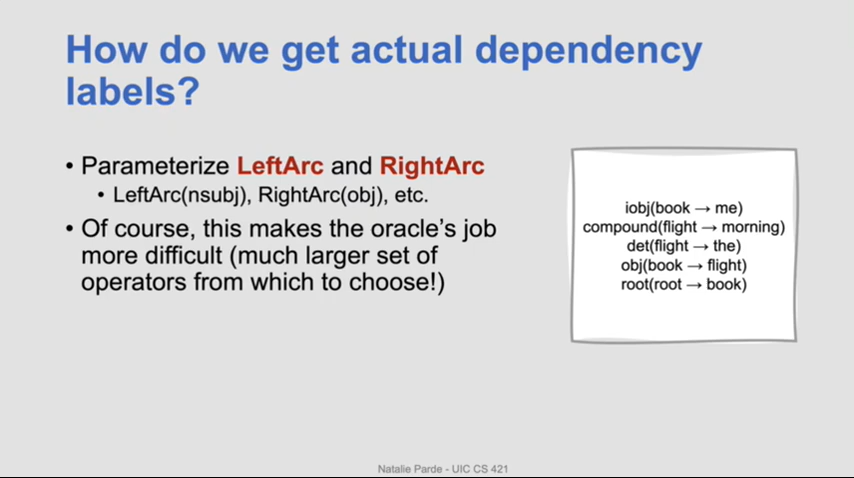 How do we get actual dependency
labels?
• Parameterize LeftArc and RightArc
• LeftArc(nsubj), RightArc(obj), etc.
• Of course, this makes the oracle's job
more difficult (much larger set of
operators from which to choose!)
iobj(book → me)
compound(flight → morning)
det(flight → the)
obj(book → flight)
root(root → book)
Natalie Parde - UIC CS 421